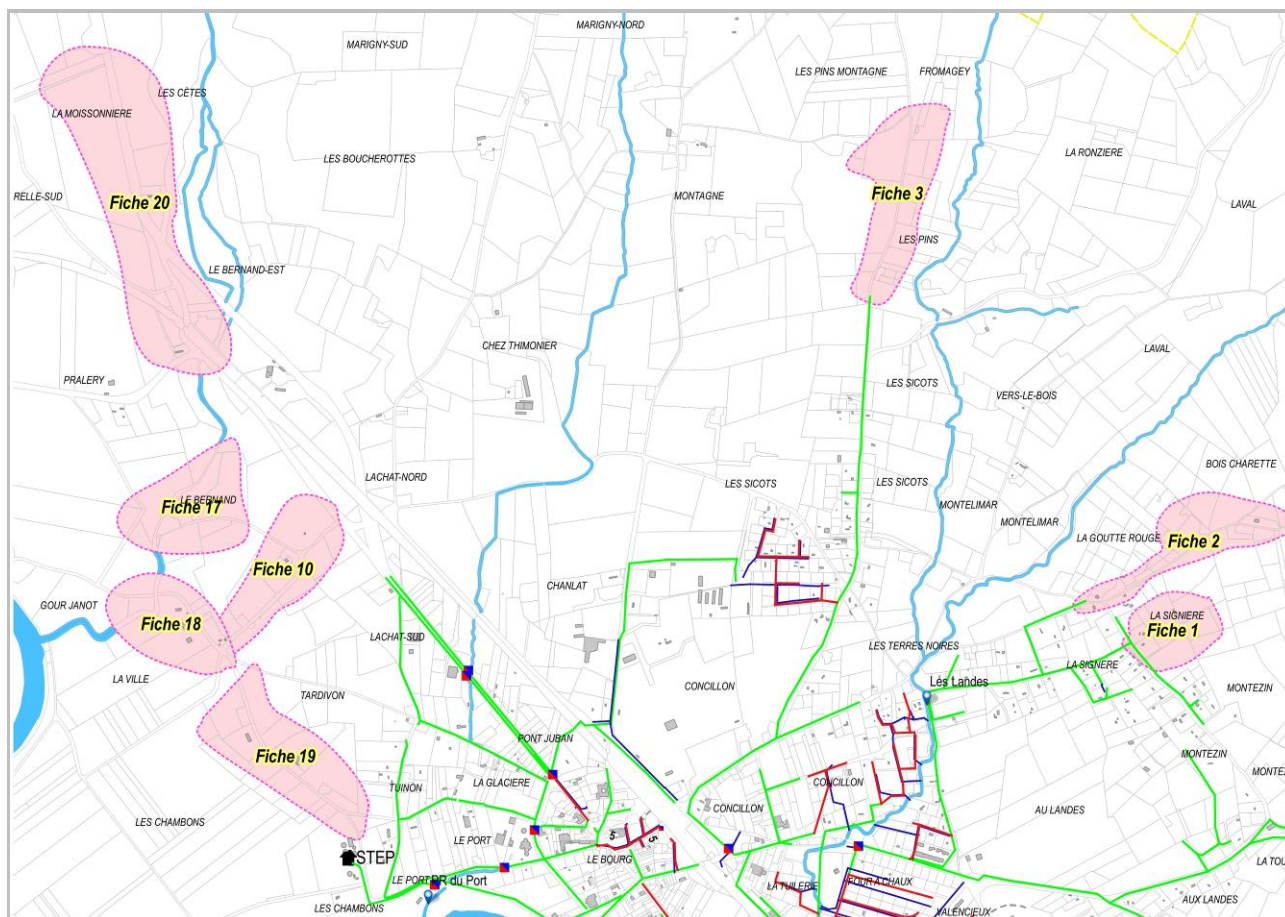 MARIGNY-NORD
MARIGNY-SUD
LES PINS MONTAGNE
FROMAGEY
LES CÈTES
LA MOISSONNIERE
LES BOUCHEROTTES
LA RONZIERE
RELLE-SUD
Fiche 20
MONTAGNE
Fiche 3
LAVAL
LES PINS
LE BERNAND-EST
CHEZ THIMONIER
LAVAL
PRALERY
LES SICOTS
VERS-LE-BOIS
BOIS CHARETTE
LACHAT-NORD
LES SICOTS
LES SICOTS
LE BERNAND
Fiche 17
MONTELIMAR
MONTELIMAR
LA GOUTTE ROUGE
Fiche 2
Fiche 10
CHANLAT
GOUR JANOT
Fiche 18
LA SIGNIERE
Fiche 1
LACHAT-SUD
LES TERRES NOIRES
LA SIGNERE
LA VILLE
Les Landes
CONCILLON
MONTEZIN
TARDIVON
PONT JUBAN
Fiche 19
MONTEZIN
MONTEZ
LA GLACIERE
CONCILLON
TUINON
CONCILLON
AU LANDES
LES CHAMBONS
LE PORT
5
5
STEP
LE BOURG
LA TOU
LE PORT
PR du Port
LA TUILERIE
FOUR A CHAUX
AUX LANDES
LES CHAMBONS
VALENCIEUX